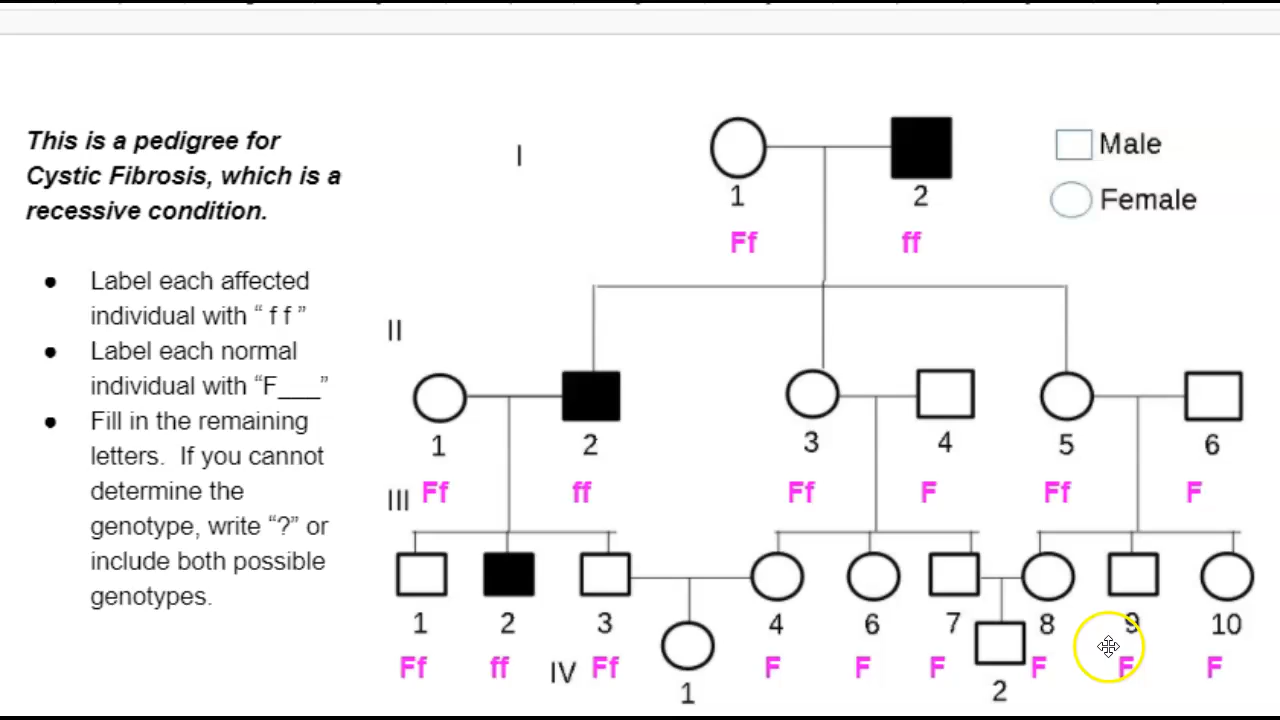 This is a pedigree for
Cystic Fibrosis, which is a
recessive condition.
● Label each affected
individual with “ f f ”
● Label each normal
individual with “F___”
● Fill in the remaining
letters. If you cannot
determine the
genotype, write “?” or
include both possible
genotypes.
Male
Female
I
1 2
Ff ff
II
1 2 3 4 5 6
Ff ff Ff F Ff F
III
1 2 3 4 6 7 8 9 10
Ff ff Ff F F F F F F
IV
1 2